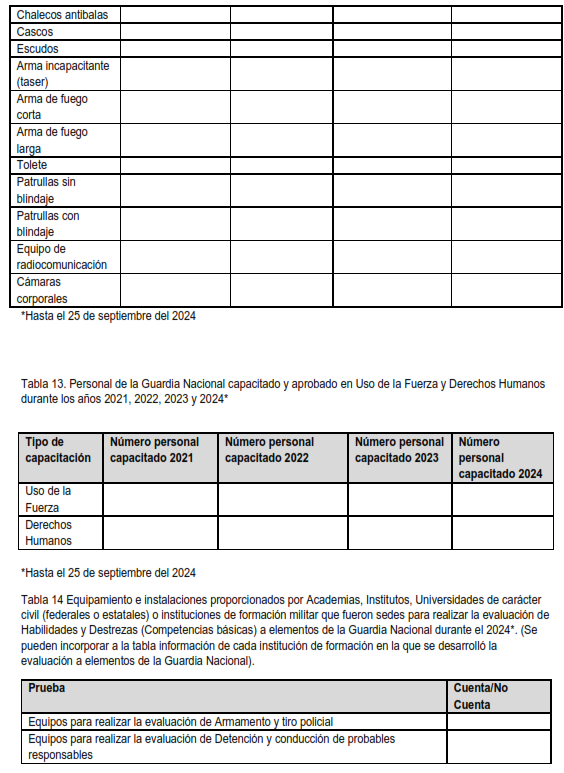 Chalecos antibalas
Cascos
Escudos
Arma incapacitante
(taser)
Arma de fuego
corta
Arma de fuego
larga
Tolete
Patrullas sin
blindaje
Patrullas con
blindaje
Equipo de
radiocomunicación
Cámaras
corporales
*Hasta el 25 de septiembre del 2024
Tabla 13. Personal de la Guardia Nacional capacitado y aprobado en Uso de la Fuerza y Derechos Humanos
durante los años 2021, 2022, 2023 y 2024*
Tipo de
capacitación
Número personal
capacitado 2021
Número personal
capacitado 2022
Número personal
capacitado 2023
Número
personal
capacitado 2024
Uso de la
Fuerza
Derechos
Humanos
*Hasta el 25 de septiembre del 2024
Tabla 14 Equipamiento e instalaciones proporcionados por Academias, Institutos, Universidades de carácter
civil (federales o estatales) o instituciones de formación militar que fueron sedes para realizar la evaluación de
Habilidades y Destrezas (Competencias básicas) a elementos de la Guardia Nacional durante el 2024*. (Se
pueden incorporar a la tabla información de cada institución de formación en la que se desarrolló la
evaluación a elementos de la Guardia Nacional).
Prueba
Cuenta/No
Cuenta
Equipos para realizar la evaluación de Armamento y tiro policial
Equipos para realizar la evaluación de Detención y conducción de probables
responsables